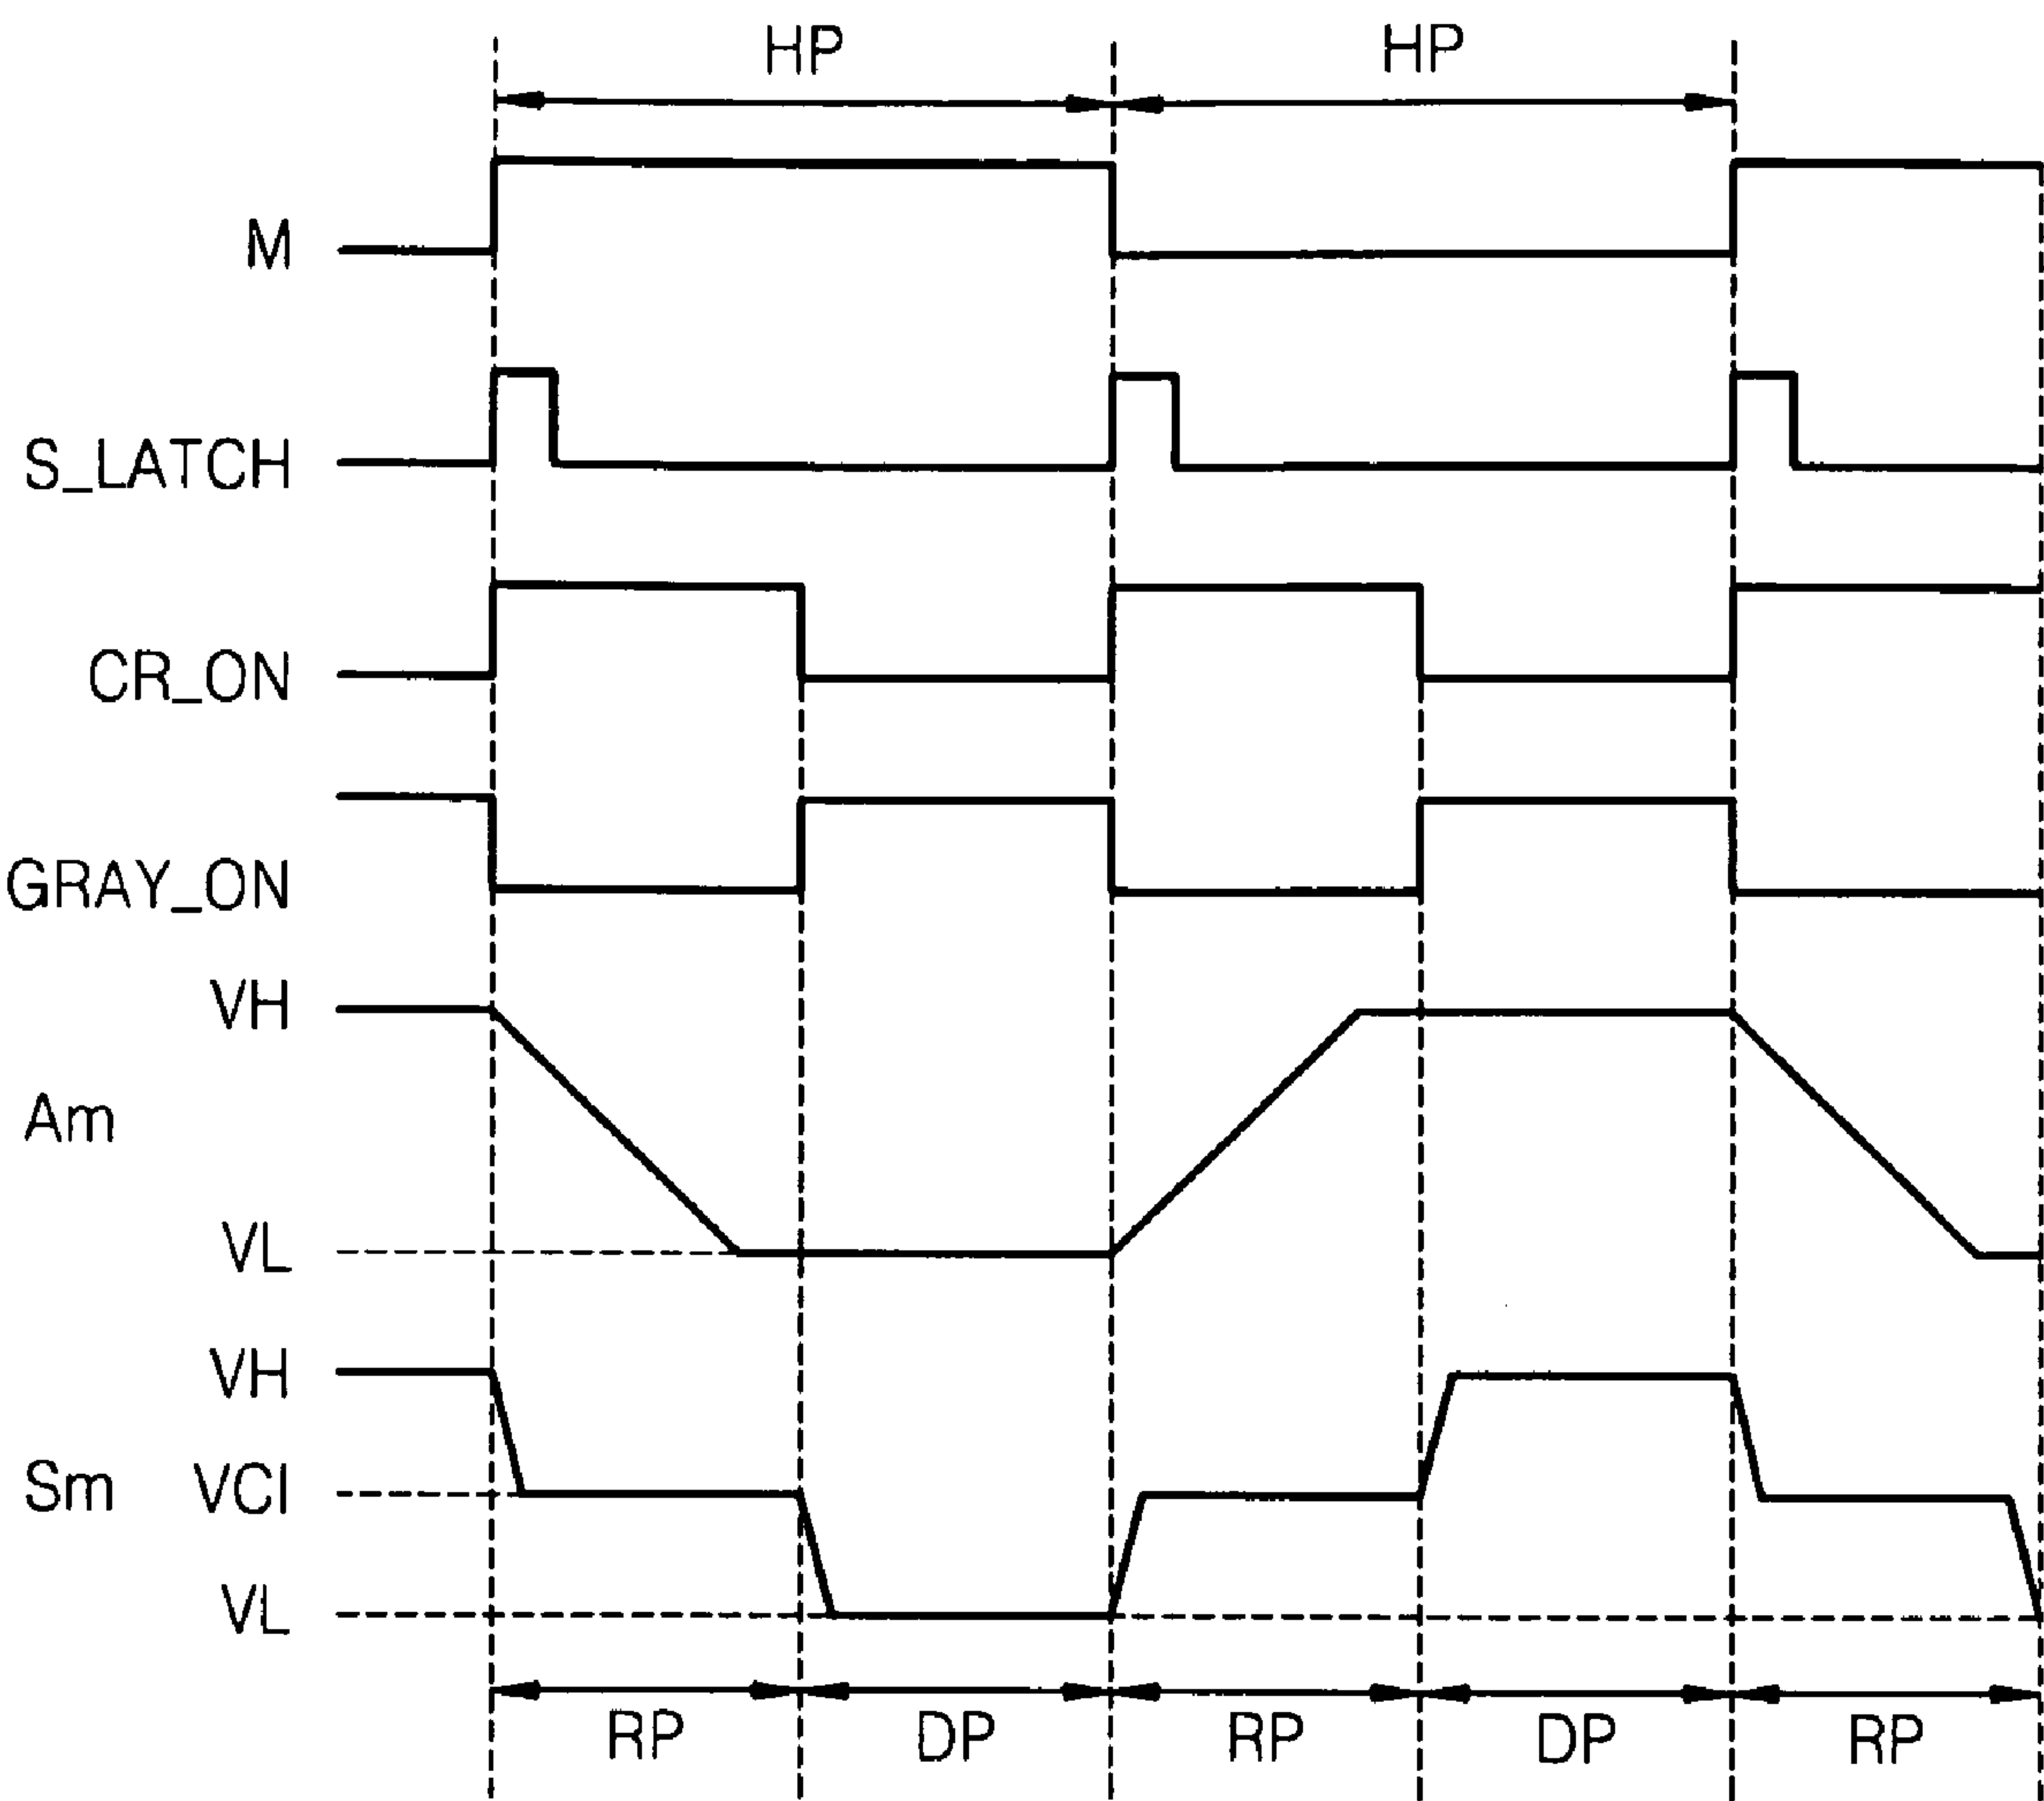 HP HP
M
S_LATCH
CR_ON
GRAY_ON
VH
Am
VL
VH
Sm VCI
VL
RP DP RP DP RP